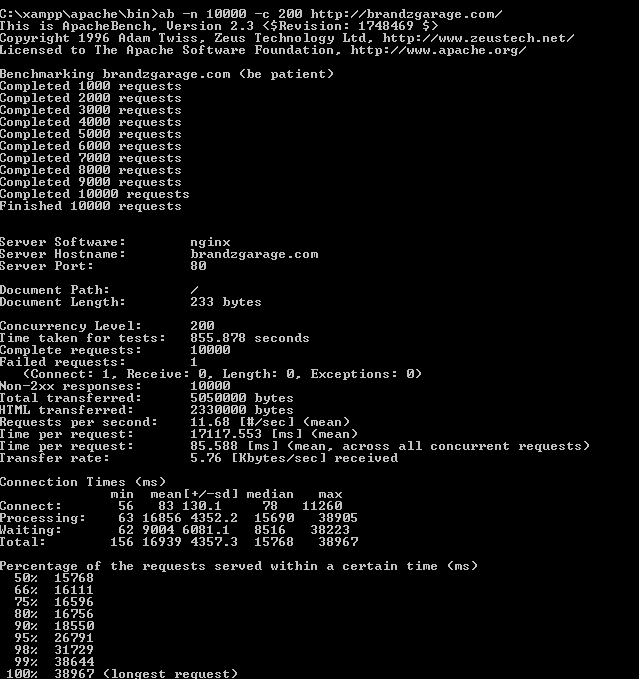 C:\xampp\apache\bin>ab -n 10000 -c 200 http://brandzgarage.com/
This is ApacheBench, Version 2.3 <$Revision: 1748469 $>
Copyright 1996 Adam Twiss, Zeus Technology Ltd, http://www.zeustech.net/
Licensed to The Apache Software Foundation, http://www.apache.org/

Benchmarking brandzgarage.com (be patient)
Completed 1000 requests
Completed 2000 requests
Completed 3000 requests
Completed 4000 requests
Completed 5000 requests
Completed 6000 requests
Completed 7000 requests
Completed 8000 requests
Completed 9000 requests
Completed 10000 requests
Finished 10000 requests


Server Software:        nginx
Server Hostname:        brandzgarage.com
Server Port:            80

Document Path:          /
Document Length:        233 bytes

Concurrency Level:      200
Time taken for tests:   855.878 seconds
Complete requests:      10000
Failed requests:        1
   (Connect: 1, Receive: 0, Length: 0, Exceptions: 0)
Non-2xx responses:      10000
Total transferred:      5050000 bytes
HTML transferred:       2330000 bytes
Requests per second:    11.68 [#/sec] (mean)
Time per request:       17117.553 [ms] (mean)
Time per request:       85.588 [ms] (mean, across all concurrent requests)
Transfer rate:          5.76 [Kbytes/sec] received

Connection Times (ms)
              min  mean[+/-sd] median   max
Connect:       56   83 130.1     78   11260
Processing:    63 16856 4352.2  15690   38905
Waiting:       62 9004 6081.1   8516   38223
Total:        156 16939 4357.3  15768   38967

Percentage of the requests served within a certain time (ms)
  50%  15768
  66%  16111
  75%  16596
  80%  16756
  90%  18550
  95%  26791
  98%  31729
  99%  38644
 100%  38967 (longest request)